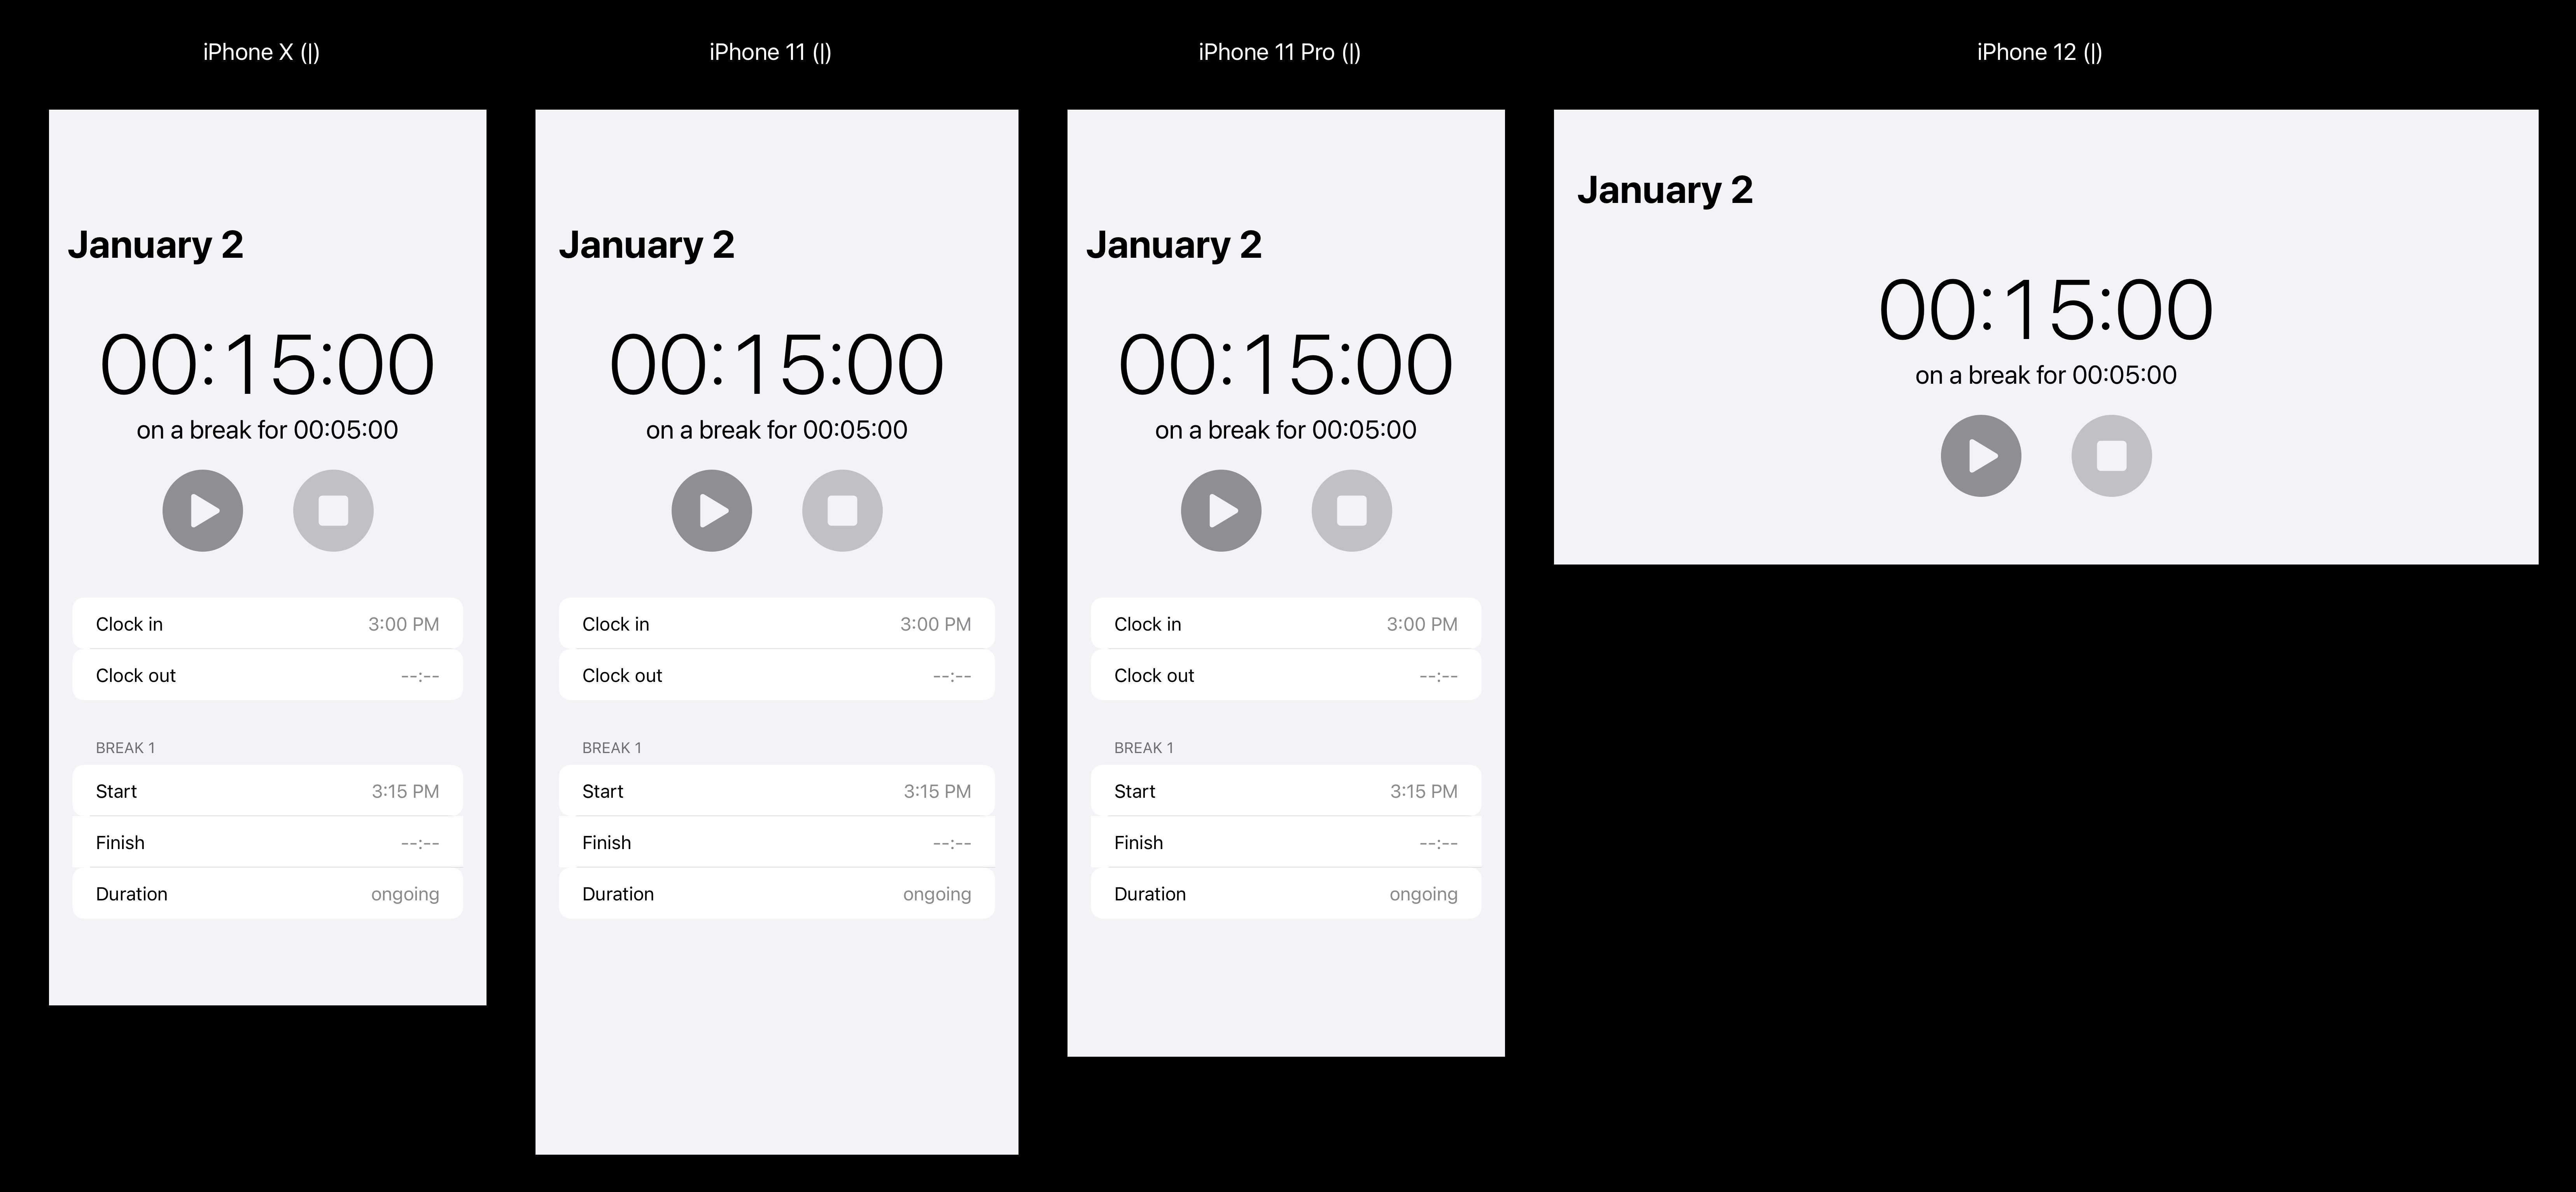 iPhone X (|)
January 2
00:15:00
on a break for 00:05:00
Clock in 3:00 PM
Clock out --:--
BREAK 1
Start 3:15 PM
Finish --:--
Duration ongoing
iPhone 11 (|)
January 2
00:15:00
on a break for 00:05:00
Clock in 3:00 PM
Clock out --:--
BREAK 1
Start 3:15 PM
Finish --:--
Duration ongoing
iPhone 11 Pro (|)
January 2
00:15:00
on a break for 00:05:00
Clock in 3:00 PM
Clock out --:--
BREAK 1
Start 3:15 PM
Finish --:--
Duration ongoing
iPhone 12 (|)
January 2
00:15:00
on a break for 00:05:00